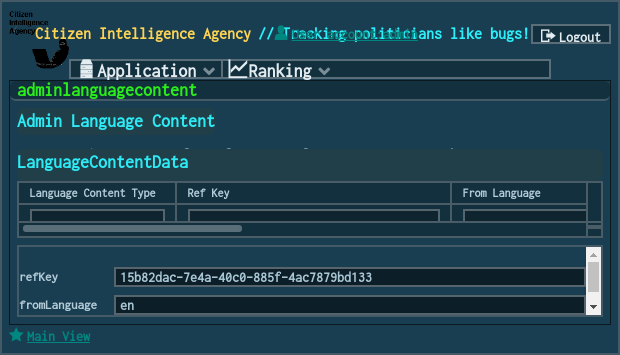 Citizen
Intelligence
Agency
Citizen Intelligence Agency // Tracking politicians like bugs!
Logout
Application
Ranking
adminlanguagecontent
Admin Language Content
LanguageContentData
Language Content Type
Ref Key
From Language
refKey
15b82dac-7e4a-40c0-885f-4ac7879bd133
fromLanguage
en
Main View